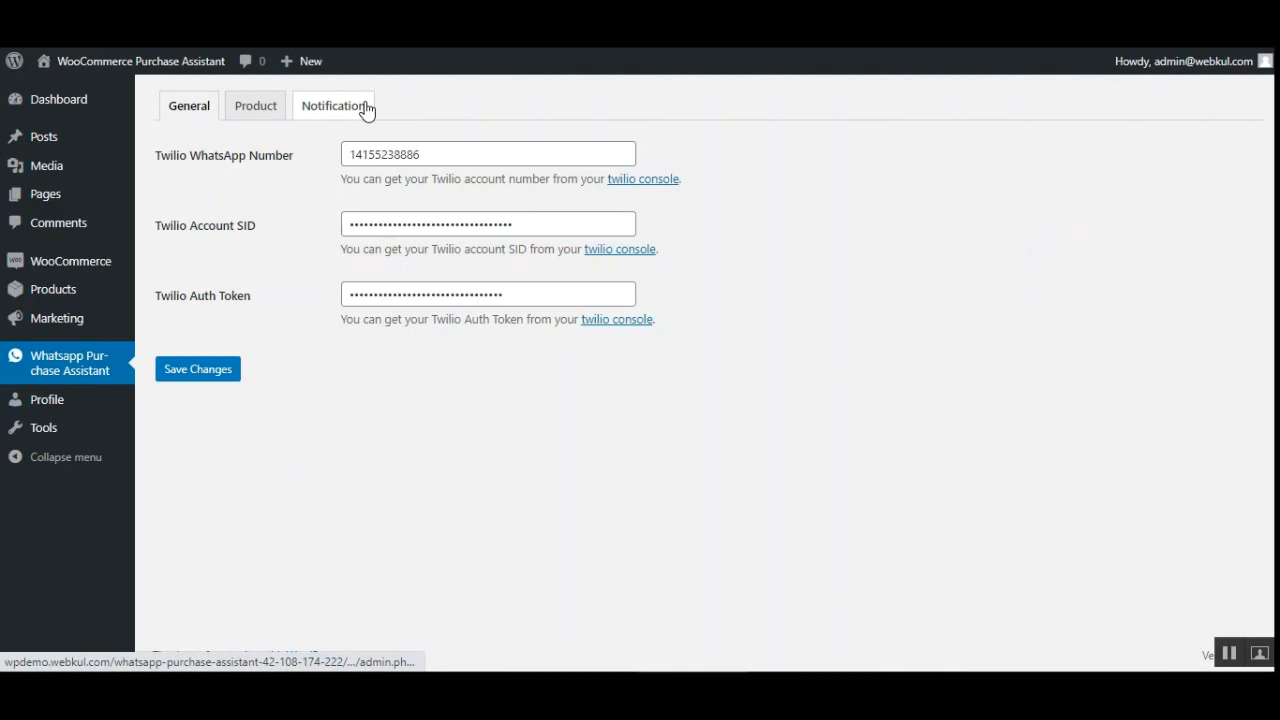 WooCommerce Purchase Assistant 0 New Howdy, admin@webkul.com
Dashboard
Posts
Media
Pages
Comments
WooCommerce
Products
Marketing
Whatsapp Pur-
chase Assistant
Profile
Tools
Collapse menu
General Product Notification
Twilio WhatsApp Number 14155238886
You can get your Twilio account number from your twilio console.
Twilio Account SID ••••••••••••••••••••••••••••••••••
You can get your Twilio account SID from your twilio console.
Twilio Auth Token ••••••••••••••••••••••••••••••••
You can get your Twilio Auth Token from your twilio console.
Save Changes
wpdemo.webkul.com/whatsapp-purchase-assistant-42-108-174-222/.../admin.ph...